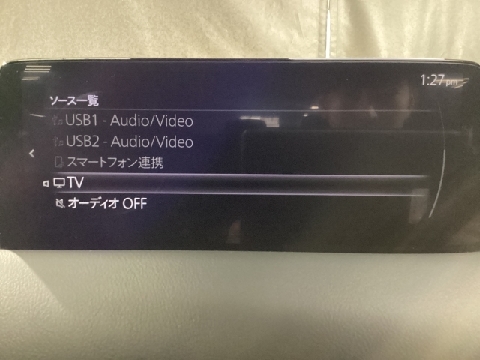 1:27 pm
ソース一覧
USB1 - Audio/Video
USB2 - Audio/Video
スマートフォン連携
TV
オーディオ OFF